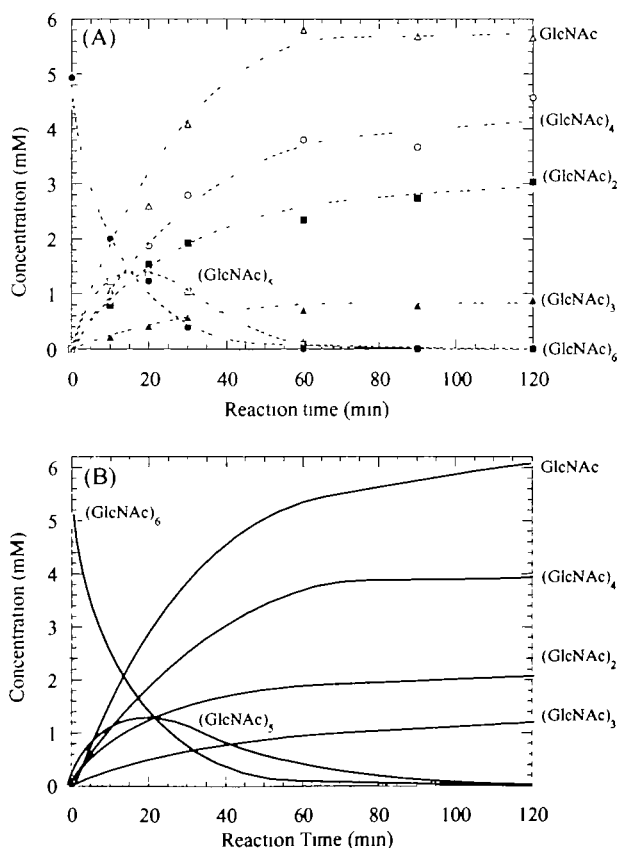 (A)
GlcNAc
(GlcNAc)4
(GlcNAc)2
(GlcNAc)5
(GlcNAc)3
(GlcNAc)6
6
5
4
3
2
1
0
Concentration (mM)
0 20 40 60 80 100 120
Reaction time (min)
(B)
GlcNAc
(GlcNAc)6
(GlcNAc)4
(GlcNAc)2
(GlcNAc)5
(GlcNAc)3
6
5
4
3
2
1
0
Concentration (mM)
0 20 40 60 80 100 120
Reaction Time (min)